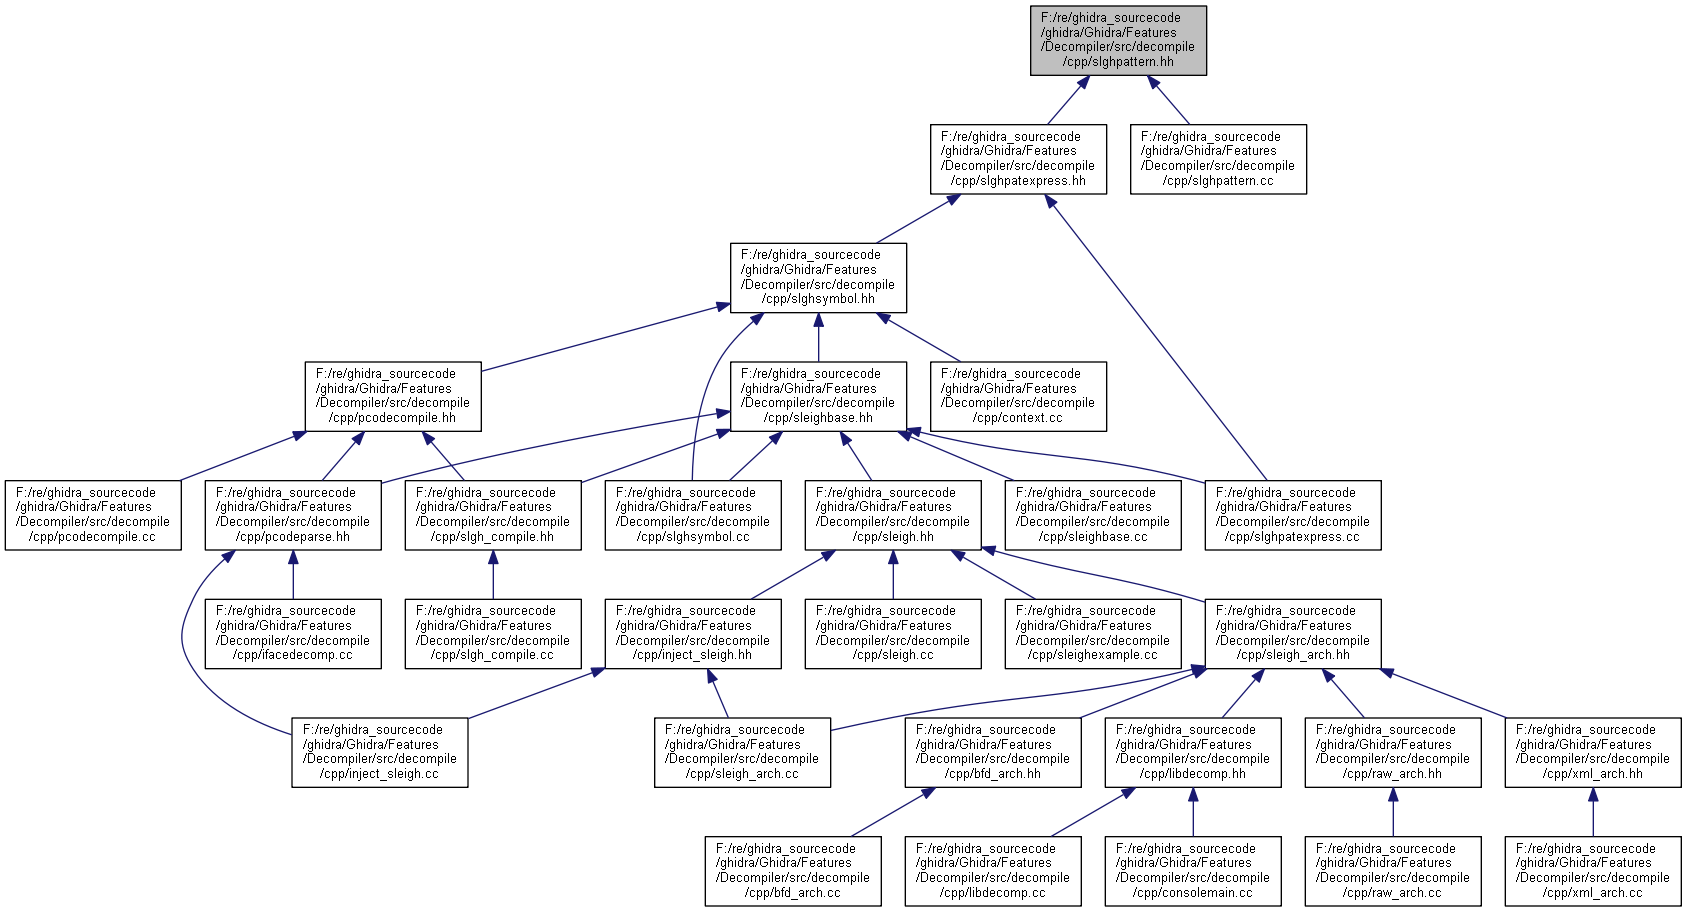 F:/re/ghidra_sourcecode
/ghidra/Ghidra/Features
/Decompiler/src/decompile
/cpp/slghpattern.hh
F:/re/ghidra_sourcecode
/ghidra/Ghidra/Features
/Decompiler/src/decompile
/cpp/slghpatexpress.hh
F:/re/ghidra_sourcecode
/ghidra/Ghidra/Features
/Decompiler/src/decompile
/cpp/slghpattern.cc
F:/re/ghidra_sourcecode
/ghidra/Ghidra/Features
/Decompiler/src/decompile
/cpp/slghsymbol.hh
F:/re/ghidra_sourcecode
/ghidra/Ghidra/Features
/Decompiler/src/decompile
/cpp/pcodecompile.hh
F:/re/ghidra_sourcecode
/ghidra/Ghidra/Features
/Decompiler/src/decompile
/cpp/sleighbase.hh
F:/re/ghidra_sourcecode
/ghidra/Ghidra/Features
/Decompiler/src/decompile
/cpp/context.cc
F:/re/ghidra_sourcecode
/ghidra/Ghidra/Features
/Decompiler/src/decompile
/cpp/pcodecompile.cc
F:/re/ghidra_sourcecode
/ghidra/Ghidra/Features
/Decompiler/src/decompile
/cpp/pcodeparse.hh
F:/re/ghidra_sourcecode
/ghidra/Ghidra/Features
/Decompiler/src/decompile
/cpp/slgh_compile.hh
F:/re/ghidra_sourcecode
/ghidra/Ghidra/Features
/Decompiler/src/decompile
/cpp/slghsymbol.cc
F:/re/ghidra_sourcecode
/ghidra/Ghidra/Features
/Decompiler/src/decompile
/cpp/sleigh.hh
F:/re/ghidra_sourcecode
/ghidra/Ghidra/Features
/Decompiler/src/decompile
/cpp/sleighbase.cc
F:/re/ghidra_sourcecode
/ghidra/Ghidra/Features
/Decompiler/src/decompile
/cpp/slghpatexpress.cc
F:/re/ghidra_sourcecode
/ghidra/Ghidra/Features
/Decompiler/src/decompile
/cpp/ifacedecomp.cc
F:/re/ghidra_sourcecode
/ghidra/Ghidra/Features
/Decompiler/src/decompile
/cpp/slgh_compile.cc
F:/re/ghidra_sourcecode
/ghidra/Ghidra/Features
/Decompiler/src/decompile
/cpp/inject_sleigh.hh
F:/re/ghidra_sourcecode
/ghidra/Ghidra/Features
/Decompiler/src/decompile
/cpp/sleigh.cc
F:/re/ghidra_sourcecode
/ghidra/Ghidra/Features
/Decompiler/src/decompile
/cpp/sleighexample.cc
F:/re/ghidra_sourcecode
/ghidra/Ghidra/Features
/Decompiler/src/decompile
/cpp/sleigh_arch.hh
F:/re/ghidra_sourcecode
/ghidra/Ghidra/Features
/Decompiler/src/decompile
/cpp/inject_sleigh.cc
F:/re/ghidra_sourcecode
/ghidra/Ghidra/Features
/Decompiler/src/decompile
/cpp/sleigh_arch.cc
F:/re/ghidra_sourcecode
/ghidra/Ghidra/Features
/Decompiler/src/decompile
/cpp/bfd_arch.hh
F:/re/ghidra_sourcecode
/ghidra/Ghidra/Features
/Decompiler/src/decompile
/cpp/libdecomp.hh
F:/re/ghidra_sourcecode
/ghidra/Ghidra/Features
/Decompiler/src/decompile
/cpp/raw_arch.hh
F:/re/ghidra_sourcecode
/ghidra/Ghidra/Features
/Decompiler/src/decompile
/cpp/xml_arch.hh
F:/re/ghidra_sourcecode
/ghidra/Ghidra/Features
/Decompiler/src/decompile
/cpp/bfd_arch.cc
F:/re/ghidra_sourcecode
/ghidra/Ghidra/Features
/Decompiler/src/decompile
/cpp/libdecomp.cc
F:/re/ghidra_sourcecode
/ghidra/Ghidra/Features
/Decompiler/src/decompile
/cpp/consolemain.cc
F:/re/ghidra_sourcecode
/ghidra/Ghidra/Features
/Decompiler/src/decompile
/cpp/raw_arch.cc
F:/re/ghidra_sourcecode
/ghidra/Ghidra/Features
/Decompiler/src/decompile
/cpp/xml_arch.cc